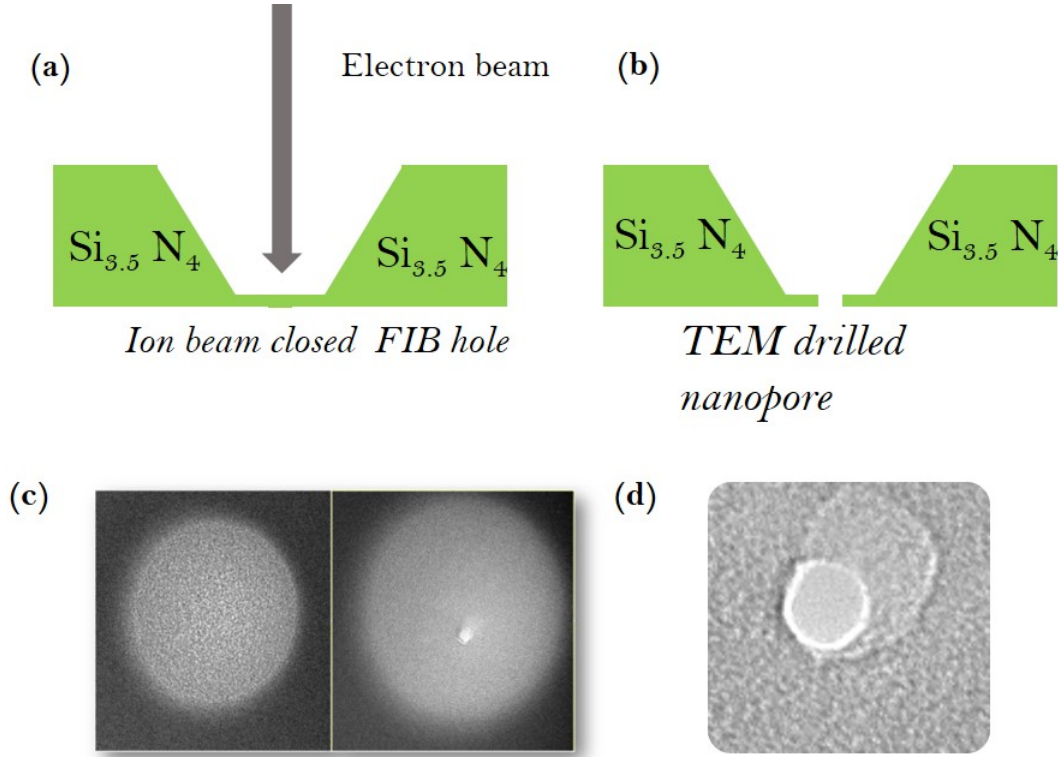 (a)
Electron beam
(b)
Si3.5 N4
Si3.5 N4
Si3.5 N4
Si3.5 N4
Ion beam closed FIB hole
TEM drilled
nanopore
(c)
(d)